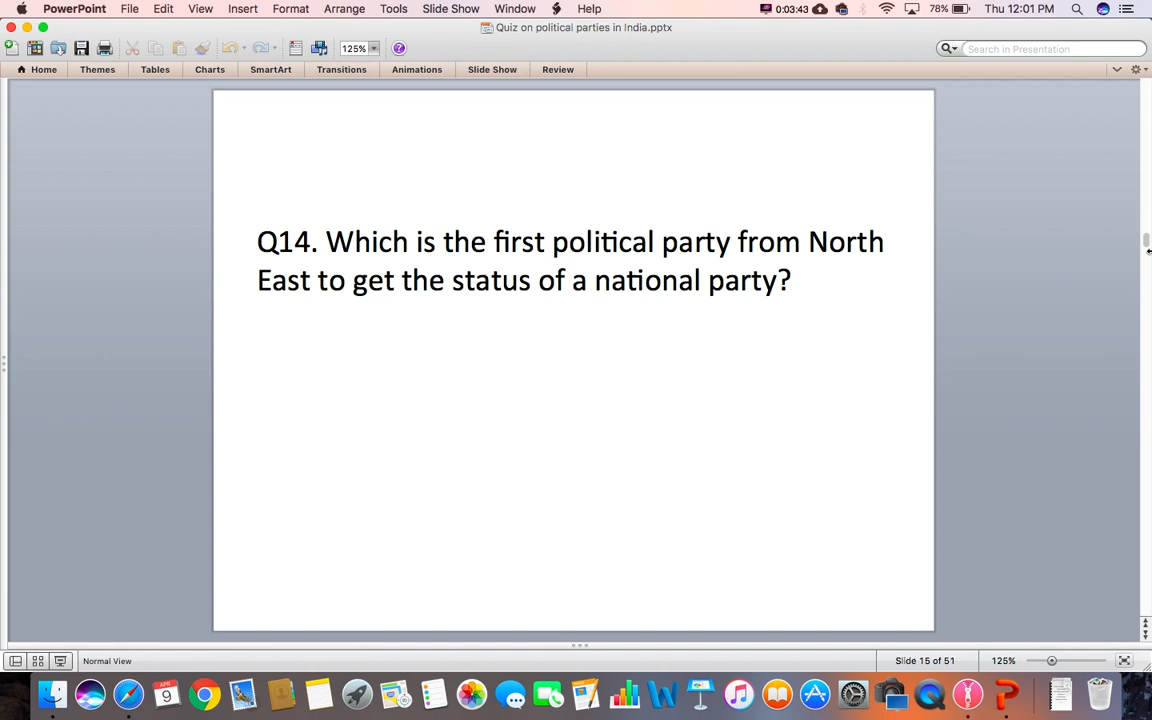 PowerPoint File Edit View Insert Format Arrange Tools Slide Show Window Help 0:03:43 78% Thu 12:01 PM
Quiz on political parties in India.pptx
125% Search in Presentation
Home Themes Tables Charts SmartArt Transitions Animations Slide Show Review
Q14. Which is the first political party from North
East to get the status of a national party?
Normal View Slide 15 of 51 125%
APR
9